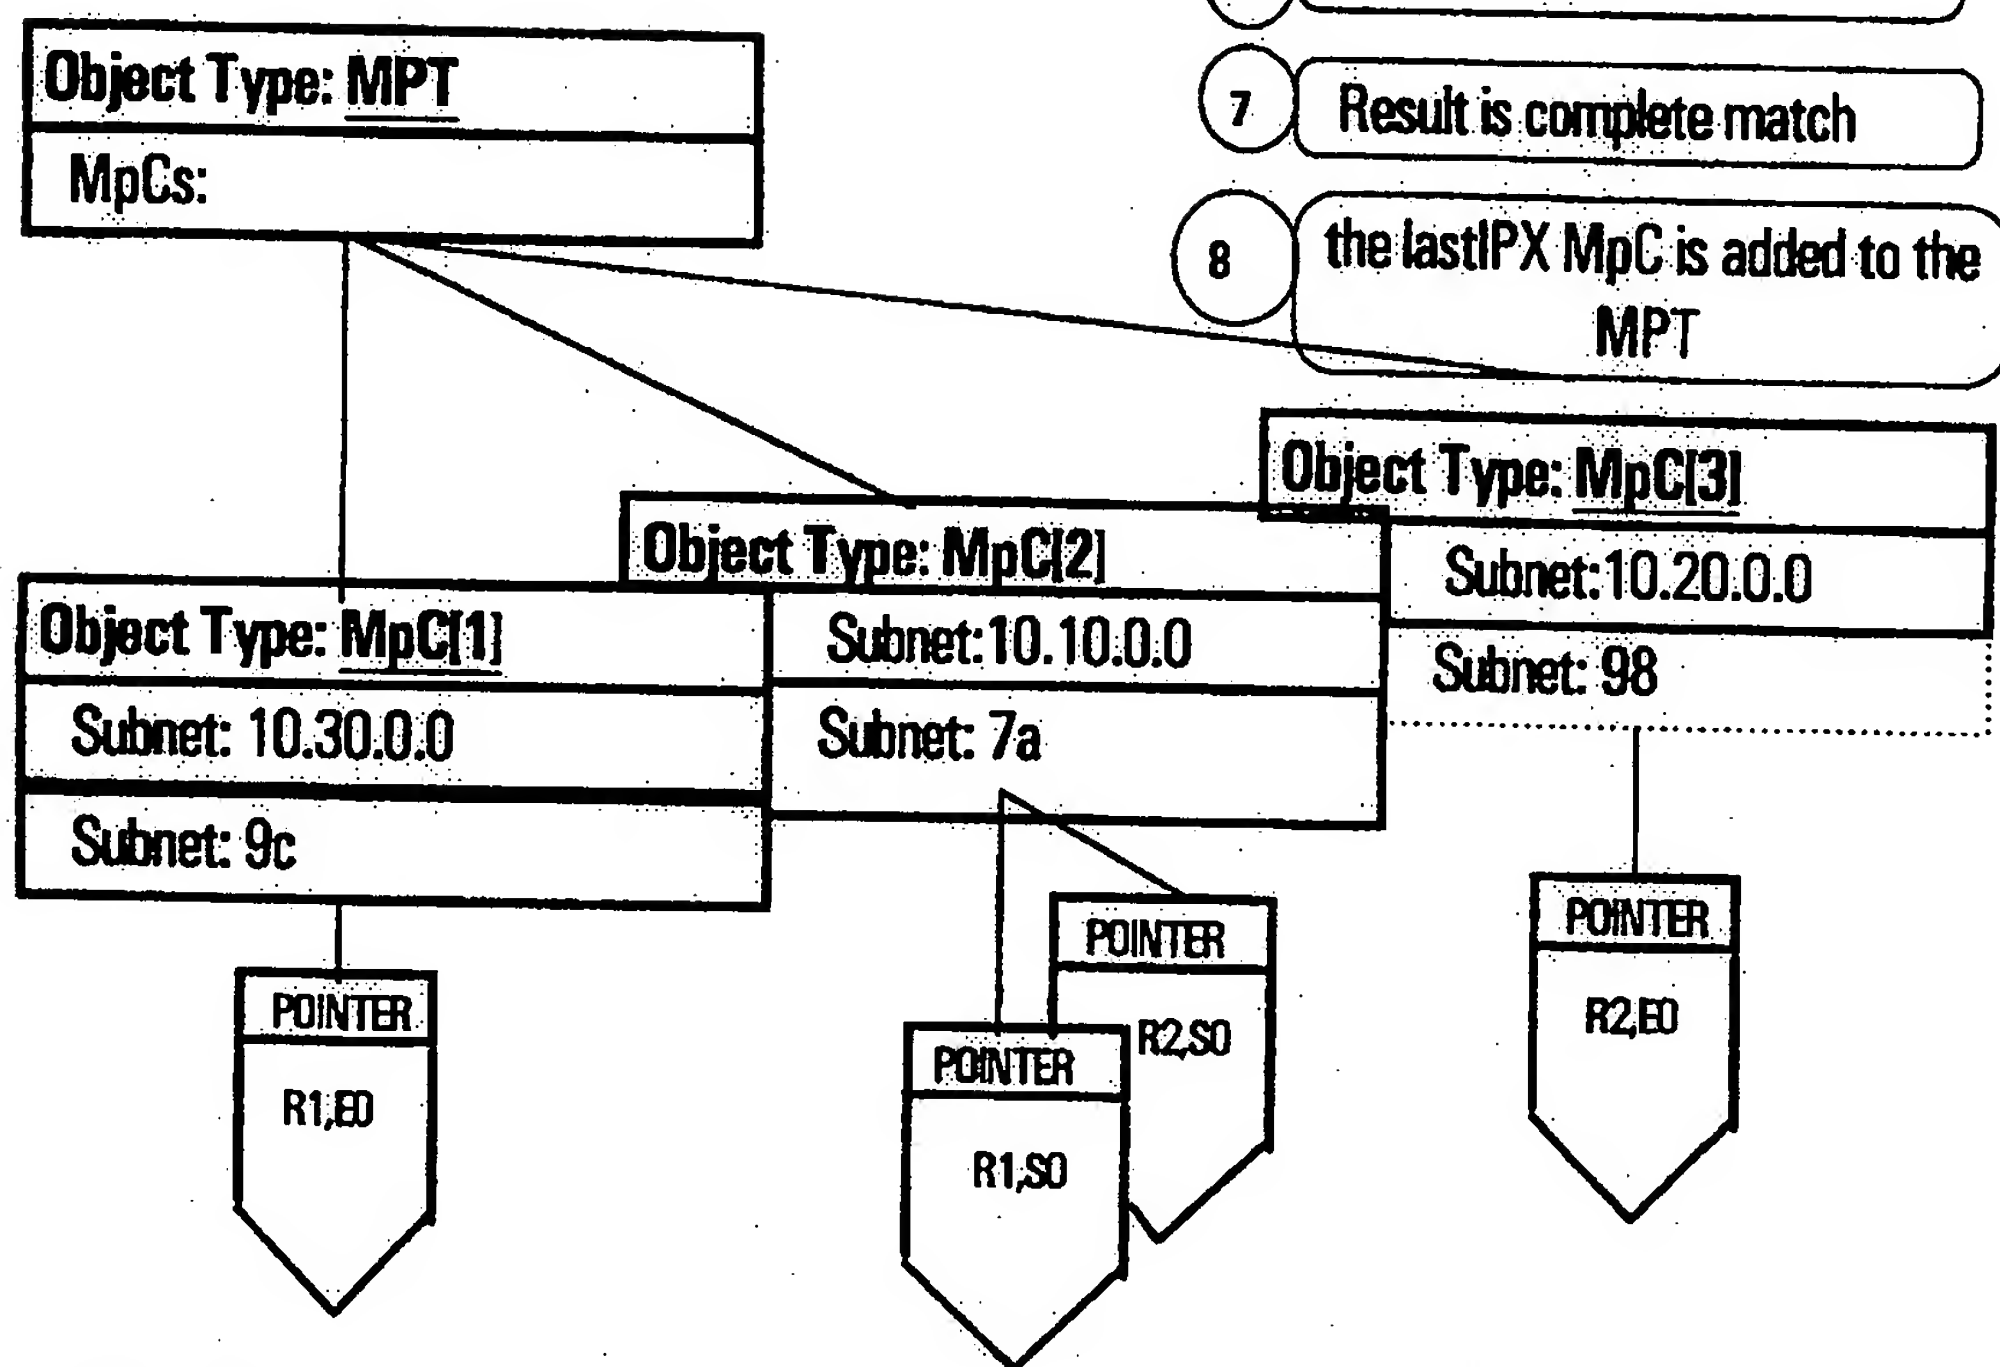 Object Type: MPT
MpCs:
7
Result is complete match
8
the lastIPX MpC is added to the
MPT
Object Type: MpC[3]
Subnet:10.20.0.0
Subnet: 98
Object Type: MpC[2]
Subnet:10.10.0.0
Subnet: 7a
Object Type: MpC[1]
Subnet: 10.30.0.0
Subnet: 9c
POINTER
R1,E0
POINTER
R1,S0
POINTER
R2,S0
POINTER
R2,E0